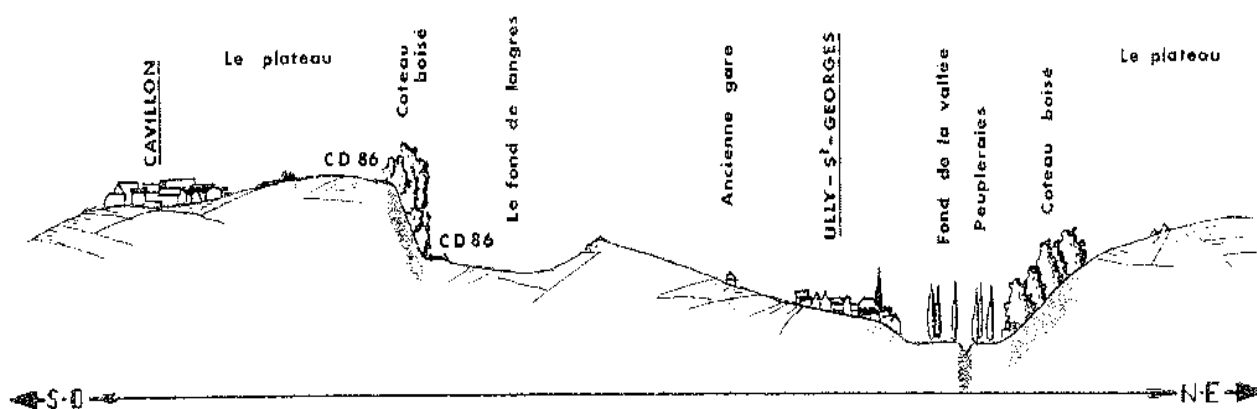 CAVILLON
Le plateau
Coteau
boisé
CD 86
Le fond de langres
CD 86
Ancienne gare
ULLY-St-GEORGES
Fond de la vallée
Peupleraies
Coteau boisé
Le plateau
S-O
N-E